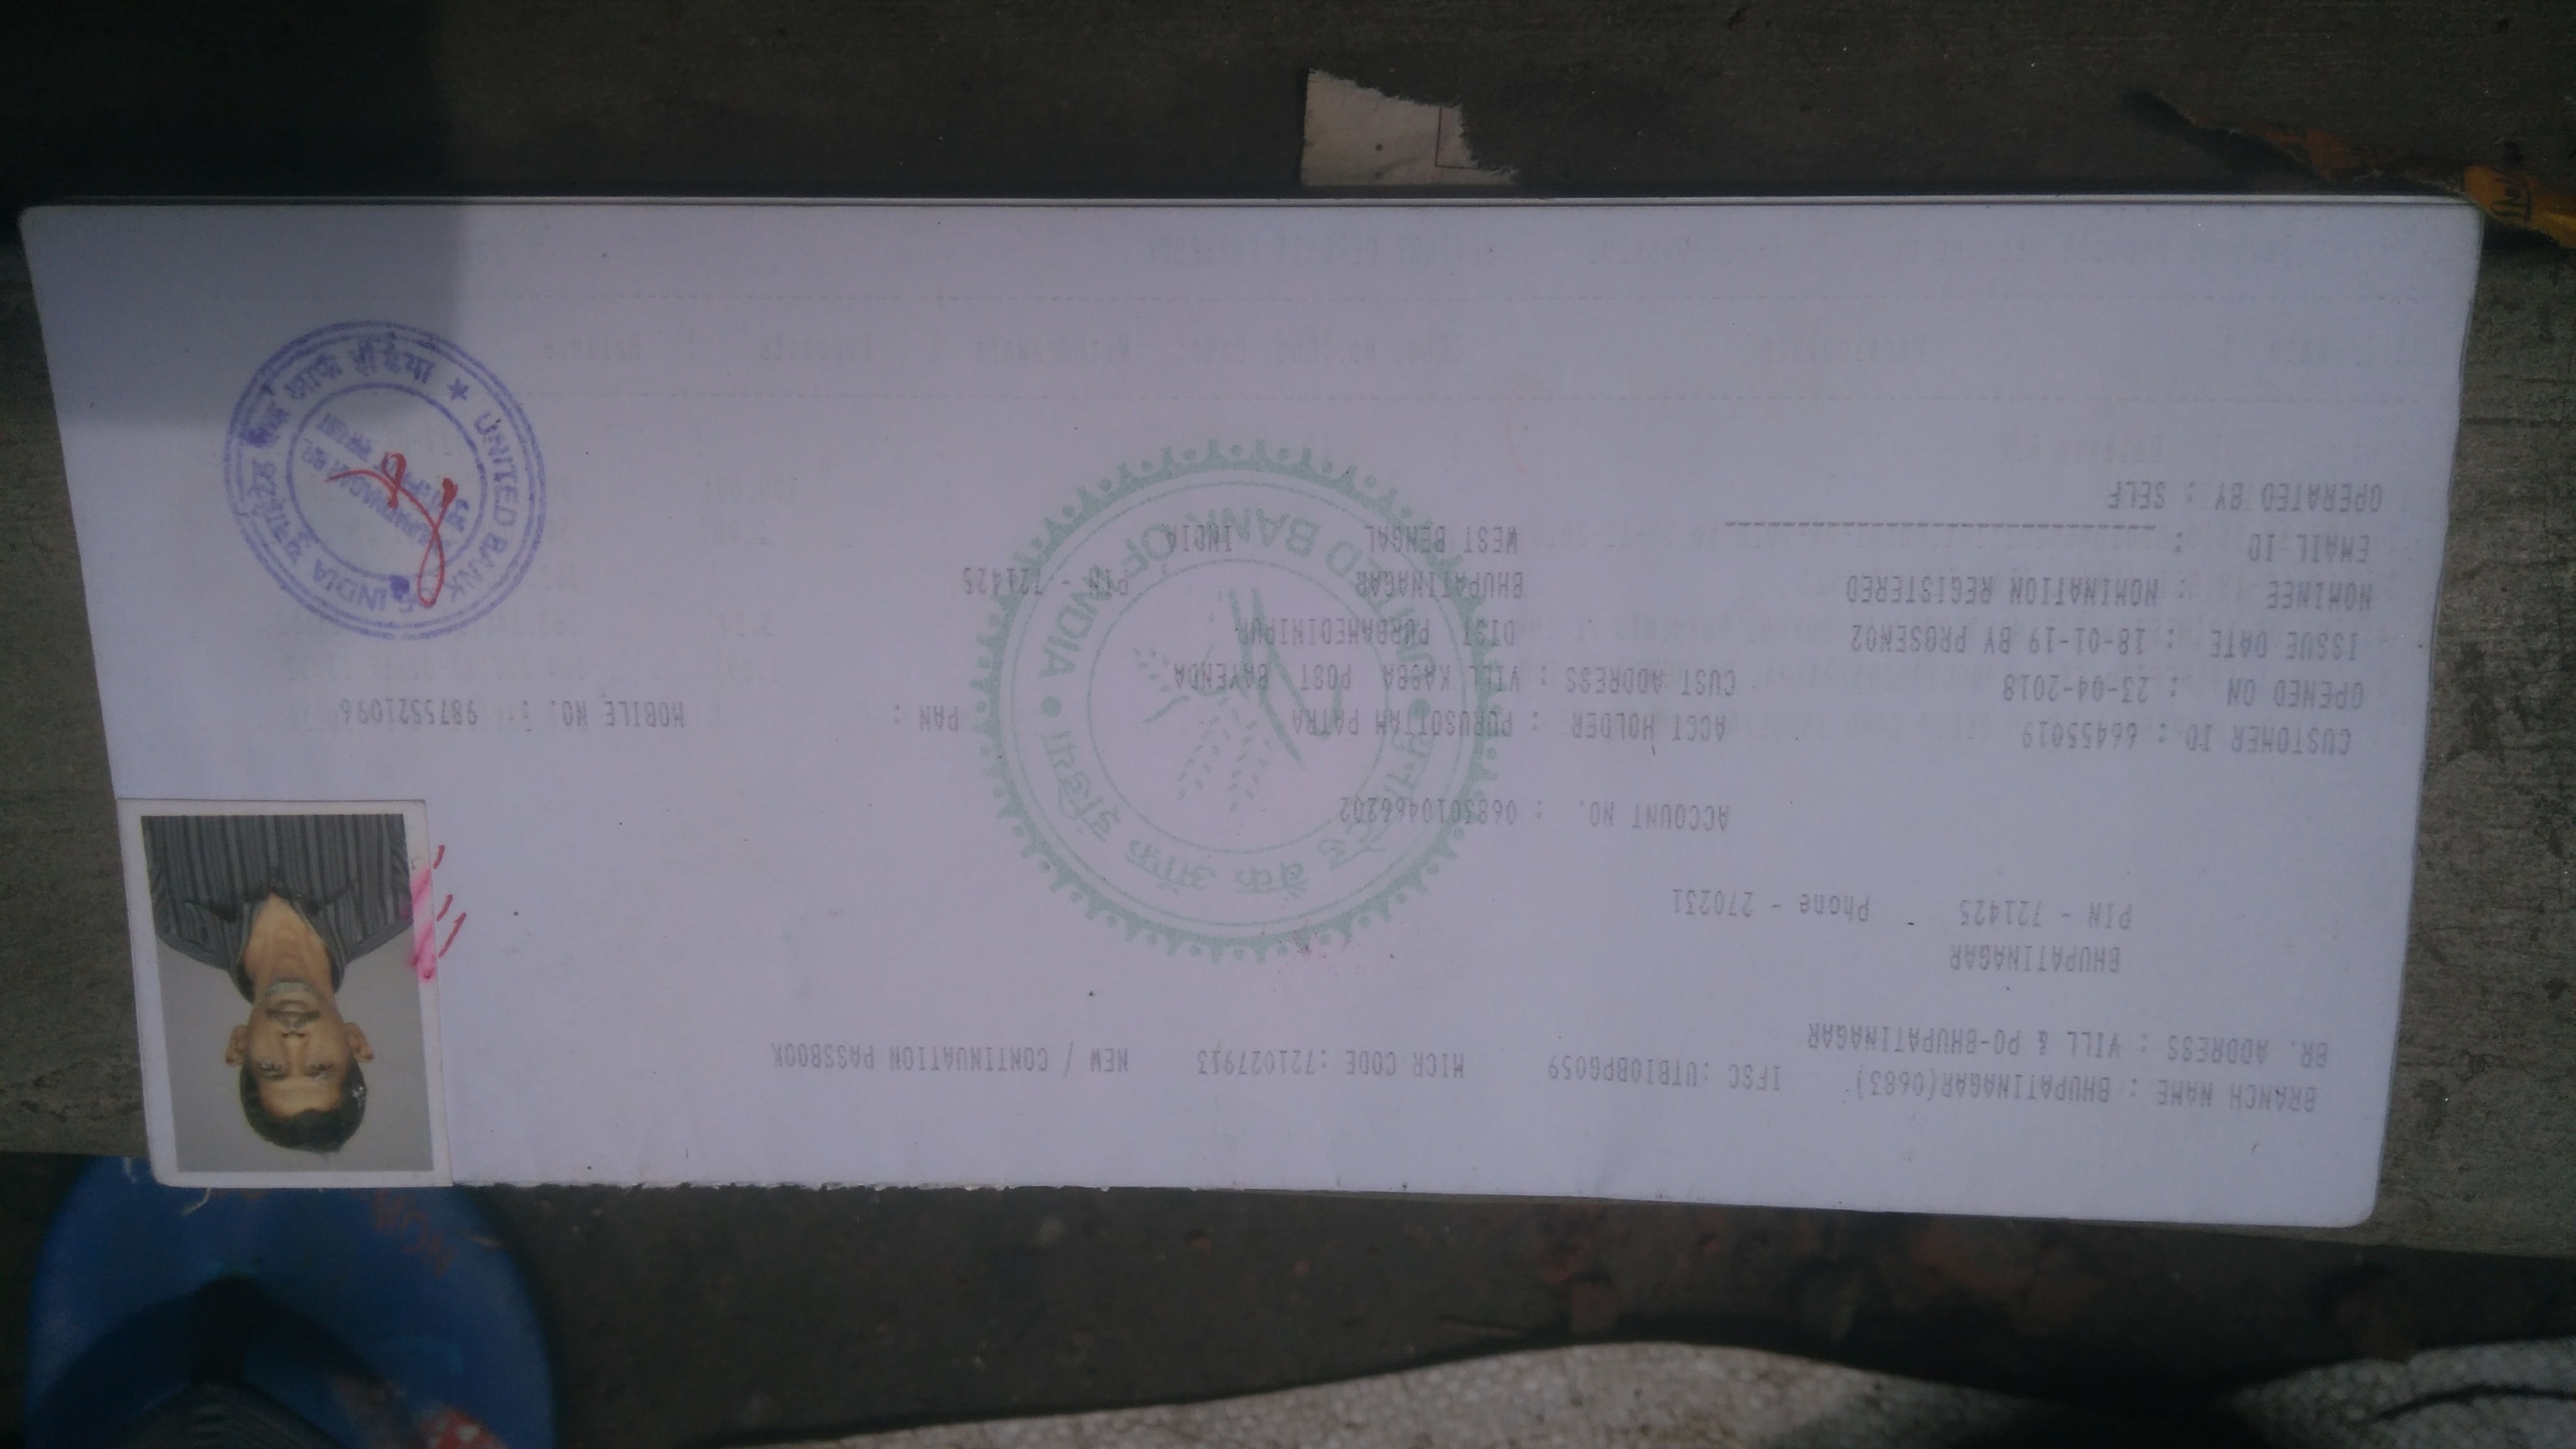 BRANCH NAME : BHUPATINAGAR(0683) IFSC :UTBI0BPG059 MICR CODE :721027913 NEW / CONTINUATION PASSBOOK
BR. ADDRESS : VILL & PO-BHUPATINAGAR
BHUPATINAGAR
PIN - 721425 Phone - 270231
ACCOUNT NO. : 0683010466202
CUSTOMER ID : 66455019 ACCT HOLDER : PURUSOTTAM PATRA PAN : MOBILE NO. : 9875521096
OPENED ON : 23-04-2018 CUST ADDRESS : VILL KASBA POST BAYENDA
ISSUE DATE : 18-01-19 BY PROSEN02 DIST PURBAMEDINIPUR
NOMINEE : NOMINATION REGISTERED BHUPATINAGAR PIN - 721425
EMAIL ID : WEST BENGAL INDIA
OPERATED BY : SELF
यूनाइटेड बैंक ऑफ इंडिया
UNITED BANK OF INDIA
यूनाइटेड बैंक आफ इंडिया ★ UNITED BANK OF INDIA